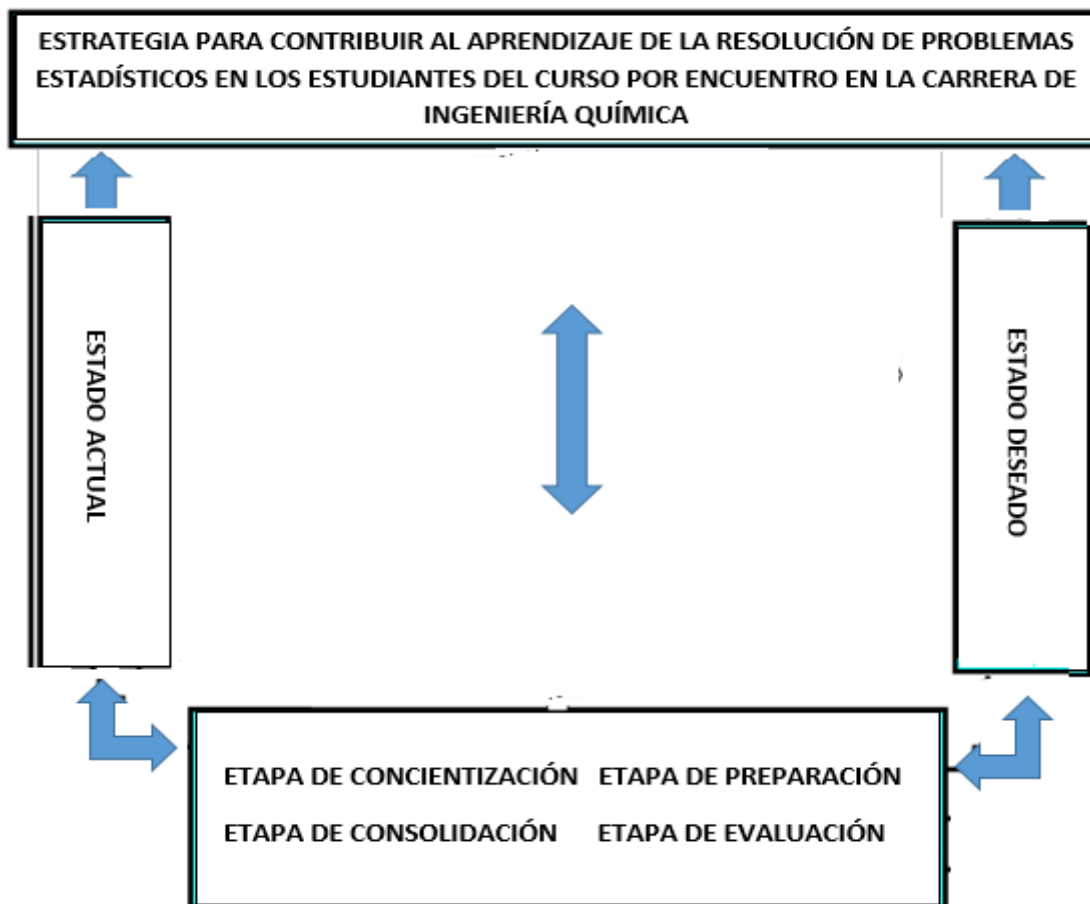 ESTRATEGIA PARA CONTRIBUIR AL APRENDIZAJE DE LA RESOLUCIÓN DE PROBLEMAS
ESTADÍSTICOS EN LOS ESTUDIANTES DEL CURSO POR ENCUENTRO EN LA CARRERA DE
INGENIERÍA QUÍMICA
ESTADO ACTUAL
ESTADO DESEADO
ETAPA DE CONCIENTIZACIÓN ETAPA DE PREPARACIÓN
ETAPA DE CONSOLIDACIÓN ETAPA DE EVALUACIÓN